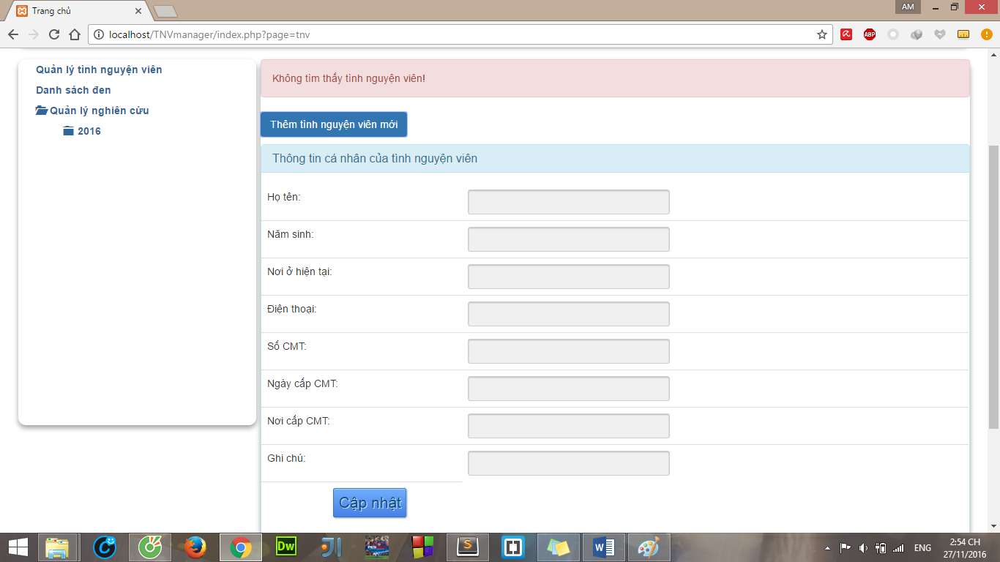 Trang chủ
AM
localhost/TNVmanager/index.php?page=tnv
ABP
Quản lý tình nguyện viên
Danh sách đen
Quản lý nghiên cứu
2016
Không tìm thấy tình nguyện viên!
Thêm tình nguyện viên mới
Thông tin cá nhân của tình nguyện viên
Họ tên:
Năm sinh:
Nơi ở hiện tại:
Điện thoại:
Số CMT:
Ngày cấp CMT:
Nơi cấp CMT:
Ghi chú:
Cập nhật
Dw
ENG
2:54 CH
27/11/2016